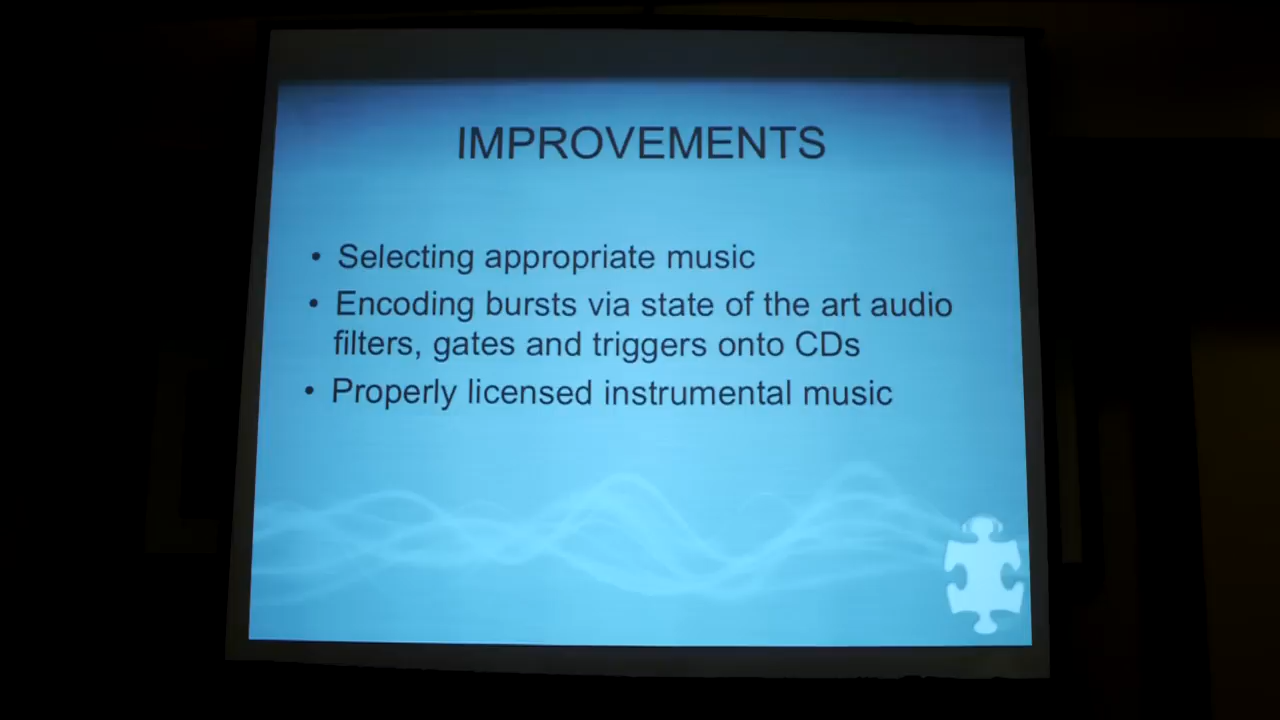 IMPROVEMENTS
• Selecting appropriate music
• Encoding bursts via state of the art audio
filters, gates and triggers onto CDs
• Properly licensed instrumental music